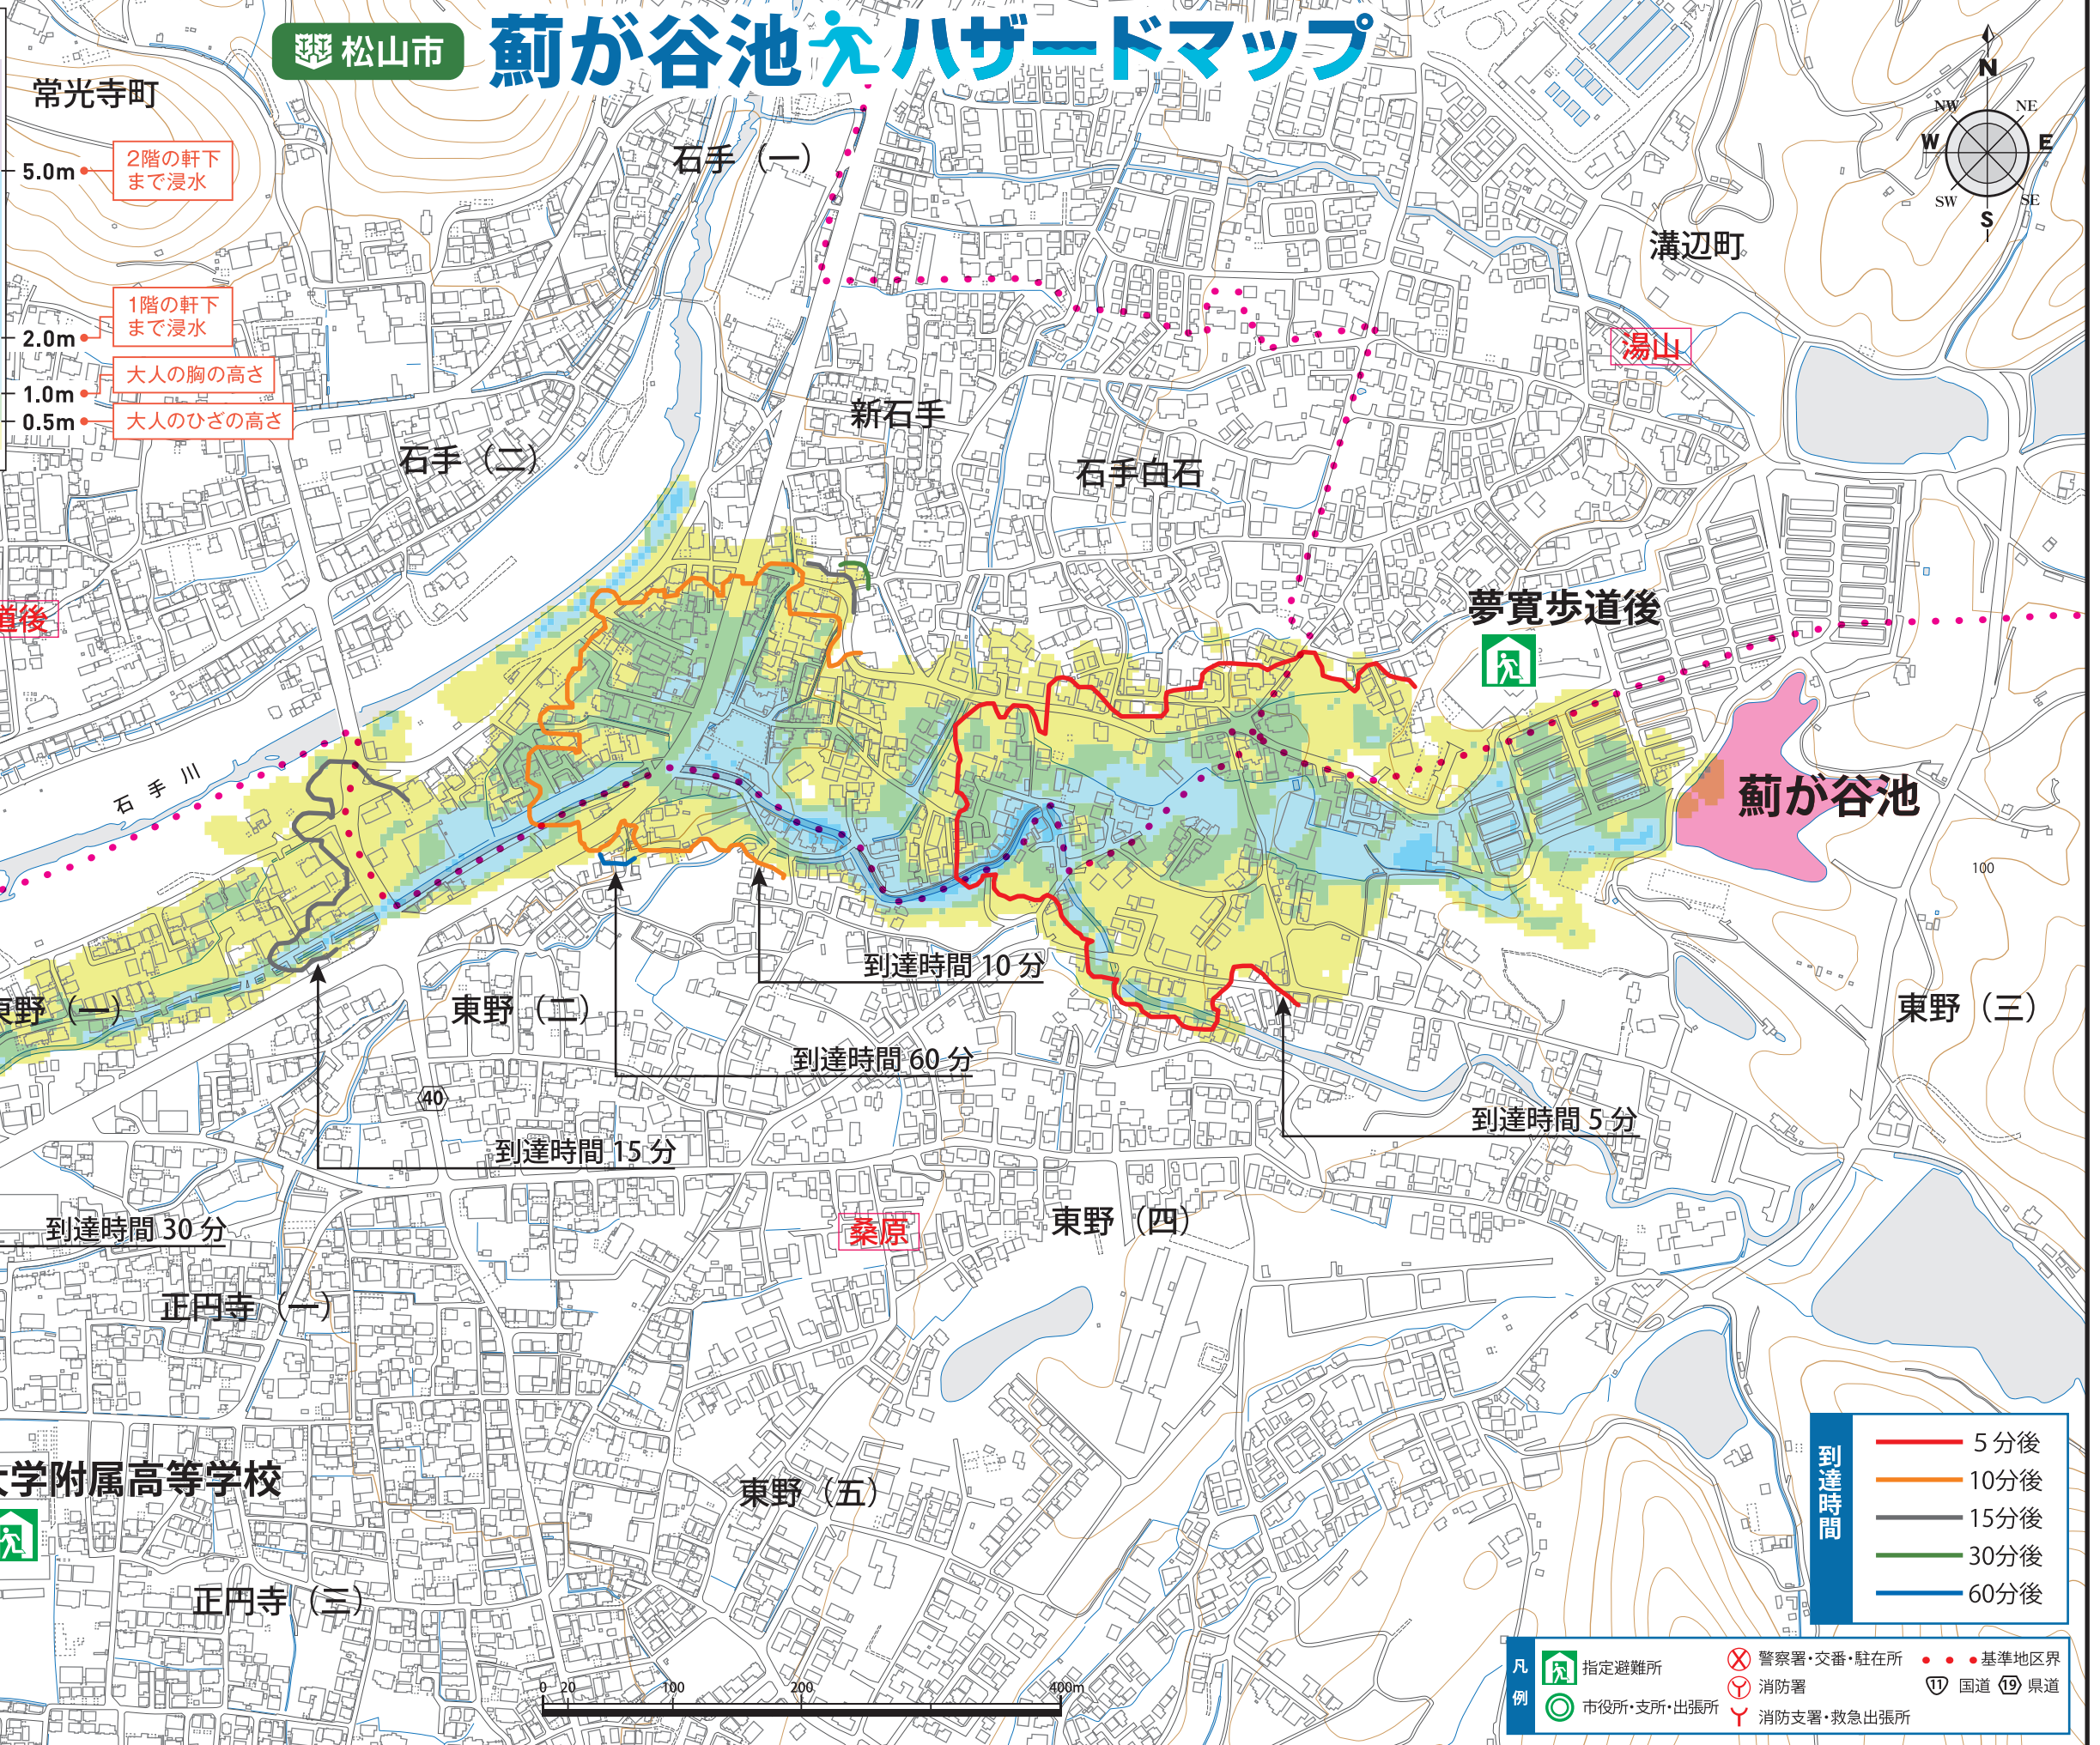 松山市
薊が谷池ハザードマップ
常光寺町
石手（一）
N
NW
NE
W
E
SW
SE
S
5.0m
2階の軒下
まで浸水
溝辺町
1階の軒下
まで浸水
2.0m
湯山
大人の胸の高さ
1.0m
大人のひざの高さ
0.5m
新石手
石手（二）
石手白石
道後
夢寛歩道後
石手川
薊が谷池
100
到達時間 10 分
東野（一）
東野（二）
東野（三）
到達時間 60 分
40
到達時間 5 分
到達時間 15 分
到達時間 30 分
桑原
東野（四）
正円寺（一）
大学附属高等学校
東野（五）
正円寺（三）
到達時間
5 分後
10分後
15分後
30分後
60分後
0 20 100 200 400m
凡例
指定避難所
市役所・支所・出張所
警察署・交番・駐在所
消防署
消防支署・救急出張所
基準地区界
11 国道 19 県道